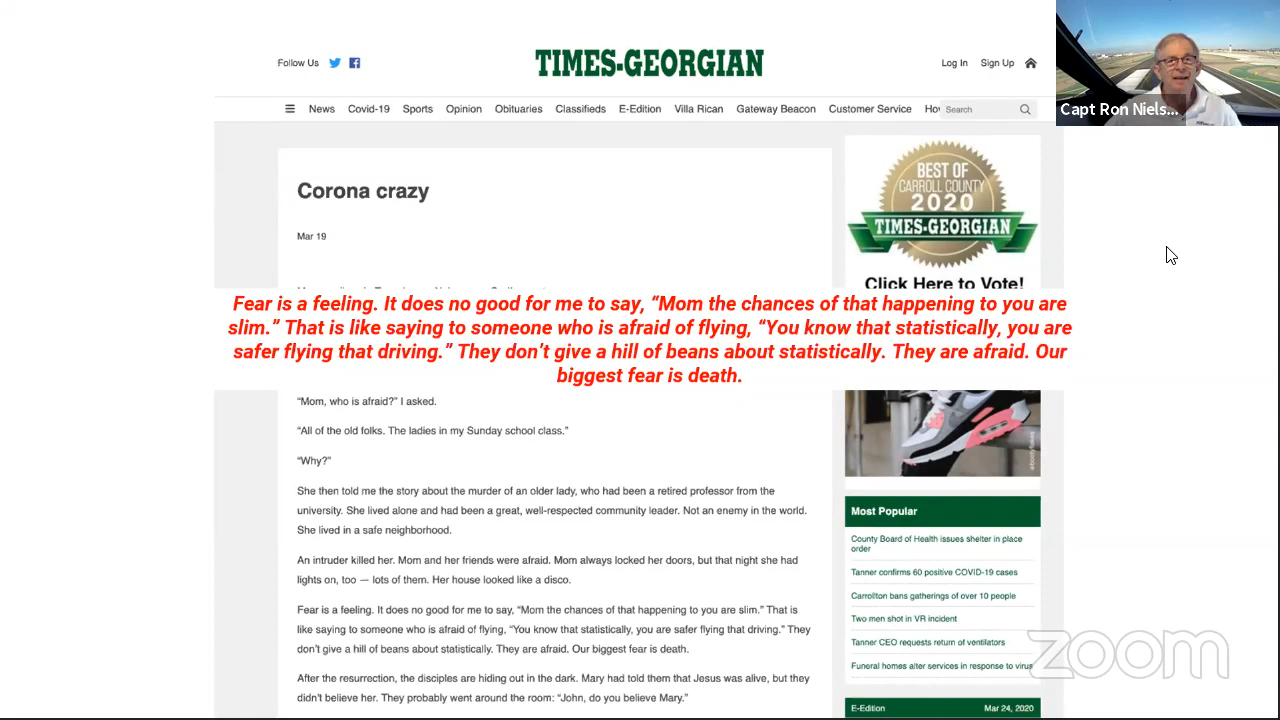 Follow Us
TIMES-GEORGIAN
Log In Sign Up
Capt Ron Niels...
News Covid-19 Sports Opinion Obituaries Classifieds E-Edition Villa Rican Gateway Beacon Customer Service Ho Search
Corona crazy
Mar 19
BEST OF
CARROLL COUNTY
2020
TIMES-GEORGIAN
Click Here to Vote!
Fear is a feeling. It does no good for me to say, “Mom the chances of that happening to you are
slim.” That is like saying to someone who is afraid of flying, “You know that statistically, you are
safer flying that driving.” They don’t give a hill of beans about statistically. They are afraid. Our
biggest fear is death.
“Mom, who is afraid?” I asked.
“All of the old folks. The ladies in my Sunday school class.”
“Why?”
She then told me the story about the murder of an older lady, who had been a retired professor from the
university. She lived alone and had been a great, well-respected community leader. Not an enemy in the world.
She lived in a safe neighborhood.
An intruder killed her. Mom and her friends were afraid. Mom always locked her doors, but that night she had
lights on, too — lots of them. Her house looked like a disco.
Fear is a feeling. It does no good for me to say, “Mom the chances of that happening to you are slim.” That is
like saying to someone who is afraid of flying, “You know that statistically, you are safer flying that driving.” They
don’t give a hill of beans about statistically. They are afraid. Our biggest fear is death.
After the resurrection, the disciples are hiding out in the dark. Mary had told them that Jesus was alive, but they
didn’t believe her. They probably went around the room: “John, do you believe Mary.”
Most Popular
County Board of Health issues shelter in place
order
Tanner confirms 60 positive COVID-19 cases
Carrollton bans gatherings of over 10 people
Two men shot in VR incident
Tanner CEO requests return of ventilators
Funeral homes alter services in response to virus
E-Edition Mar 24, 2020
zoom